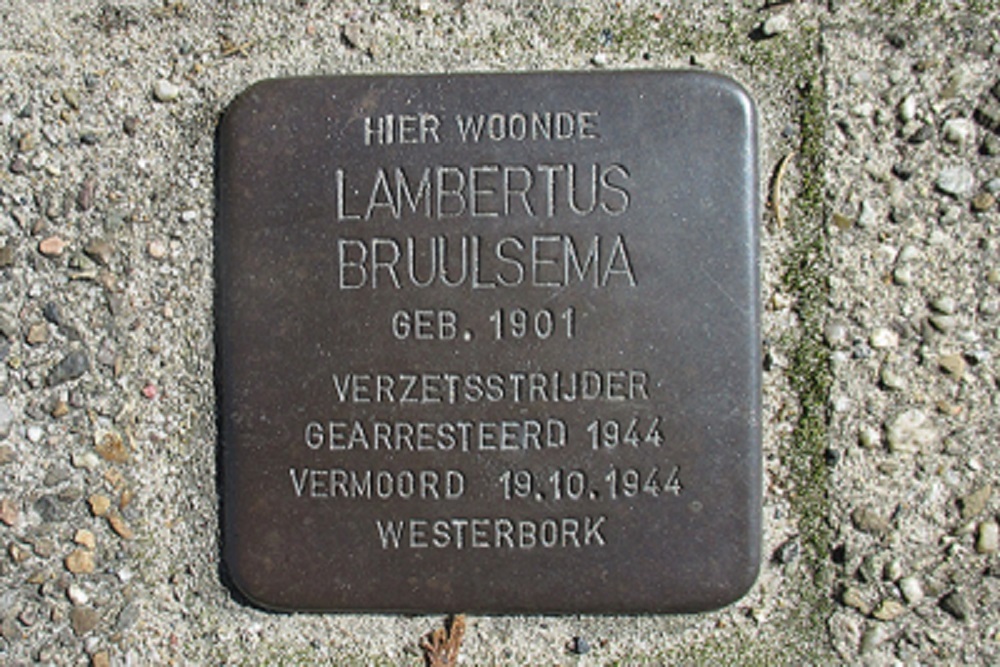 HIER WOONDE
LAMBERTUS
BRUULSEMA
GEB. 1901
VERZETSSTRIJDER
GEARRESTEERD 1944
VERMOORD 19.10.1944
WESTERBORK